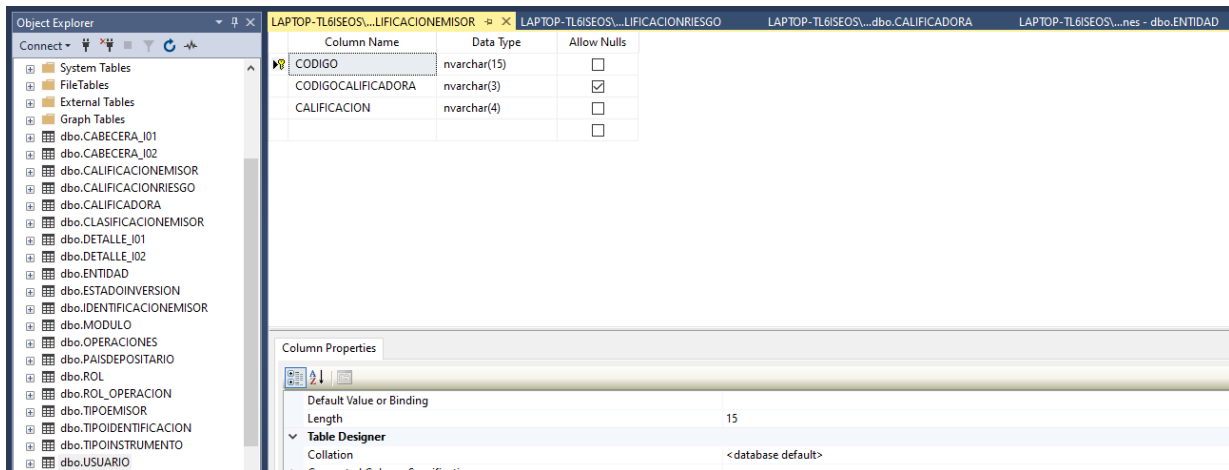 Object Explorer
Connect
System Tables
FileTables
External Tables
Graph Tables
dbo.CABECERA_I01
dbo.CABECERA_I02
dbo.CALIFICACIONEMISOR
dbo.CALIFICACIONRIESGO
dbo.CALIFICADORA
dbo.CLASIFICACIONEMISOR
dbo.DETALLE_I01
dbo.DETALLE_I02
dbo.ENTIDAD
dbo.ESTADOINVERSION
dbo.IDENTIFICACIONEMISOR
dbo.MODULO
dbo.OPERACIONES
dbo.PAISDEPOSITARIO
dbo.ROL
dbo.ROL_OPERACION
dbo.TIPOEMISOR
dbo.TIPOIDENTIFICACION
dbo.TIPOINSTRUMENTO
dbo.USUARIO
LAPTOP-TL6ISEOS\...LIFICACIONEMISOR LAPTOP-TL6ISEOS\...LIFICACIONRIESGO LAPTOP-TL6ISEOS\...dbo.CALIFICADORA LAPTOP-TL6ISEOS\...nes - dbo.ENTIDAD
Column Name Data Type Allow Nulls
CODIGO nvarchar(15)
CODIGOCALIFICADORA nvarchar(3)
CALIFICACION nvarchar(4)
Column Properties
Default Value or Binding
Length 15
Table Designer
Collation <database default>